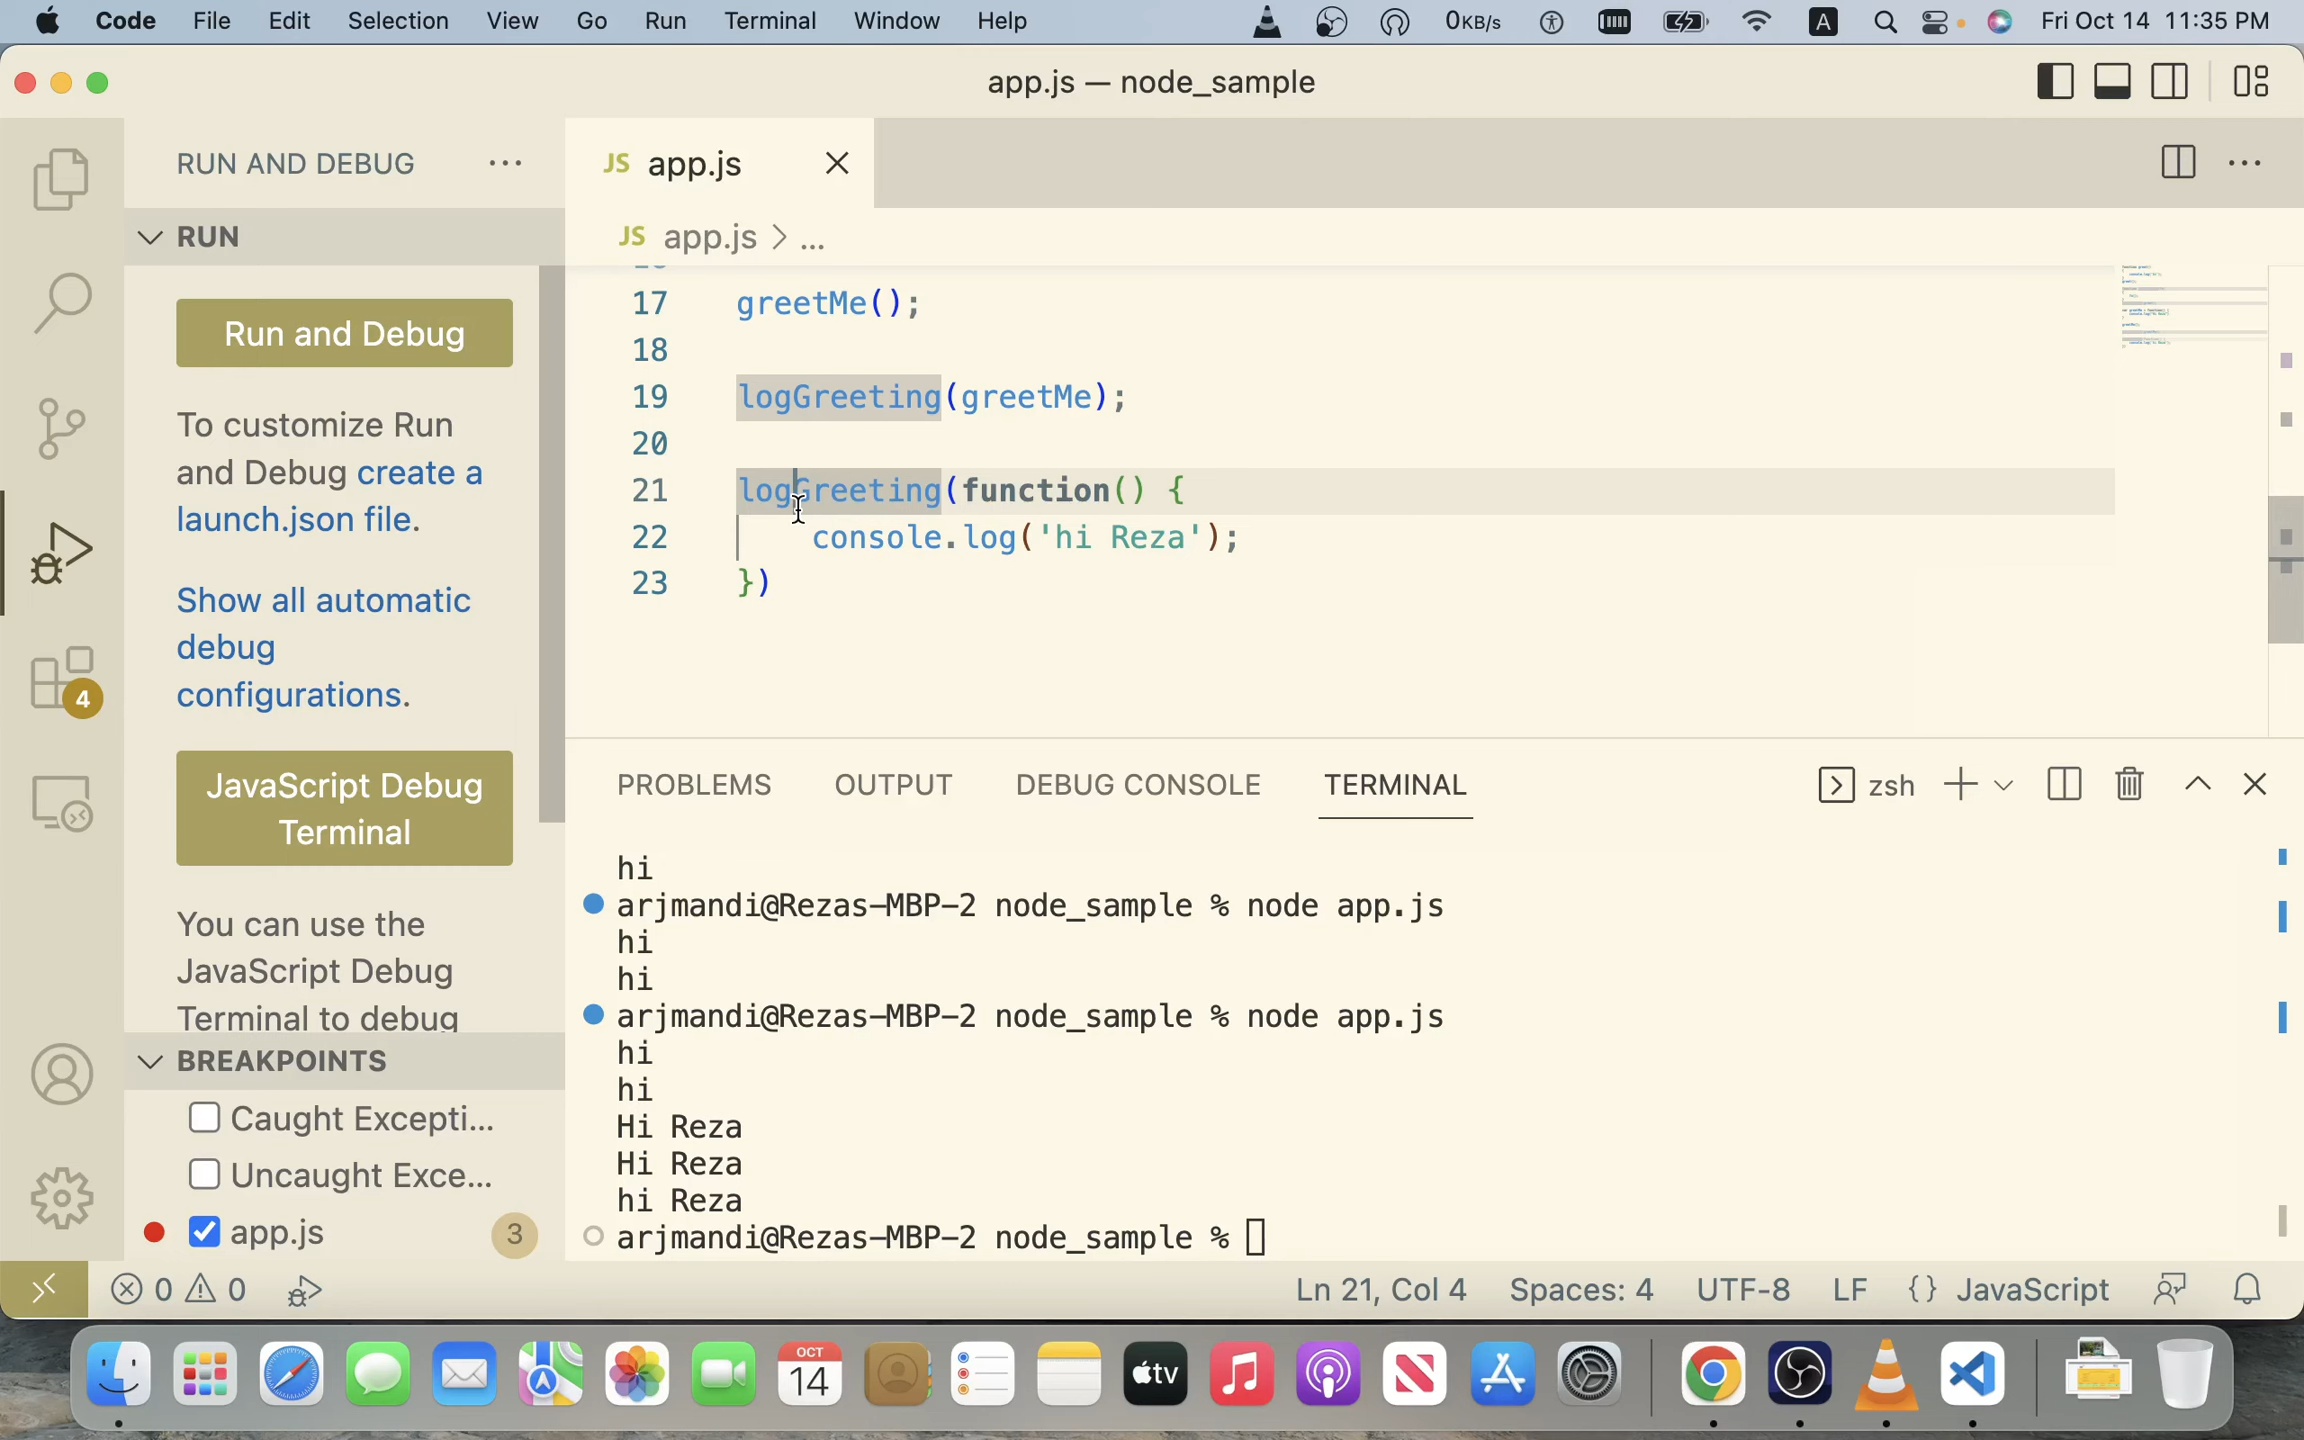 Code File Edit Selection View Go Run Terminal Window Help 0KB/s A Fri Oct 14 11:35 PM
app.js — node_sample
RUN AND DEBUG
JS app.js
RUN
JS app.js > ...
Run and Debug
To customize Run
and Debug create a
launch.json file.
Show all automatic
debug
configurations.
JavaScript Debug
Terminal
You can use the
JavaScript Debug
Terminal to debug
BREAKPOINTS
Caught Excepti...
Uncaught Exce...
app.js 3
4
17 greetMe();
18
19 logGreeting(greetMe);
20
21 logGreeting(function() {
22 console.log('hi Reza');
23 })
PROBLEMS OUTPUT DEBUG CONSOLE TERMINAL zsh
hi
arjmandi@Rezas-MBP-2 node_sample % node app.js
hi
hi
arjmandi@Rezas-MBP-2 node_sample % node app.js
hi
hi
Hi Reza
Hi Reza
hi Reza
arjmandi@Rezas-MBP-2 node_sample %
0 0 Ln 21, Col 4 Spaces: 4 UTF-8 LF {} JavaScript
OCT
14
tv